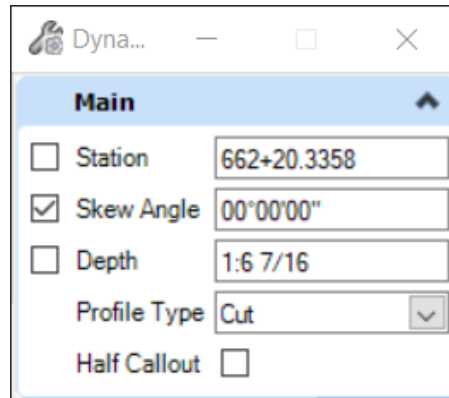 Dyna...
Main
Station 662+20.3358
Skew Angle 00°00'00"
Depth 1:6 7/16
Profile Type Cut
Half Callout